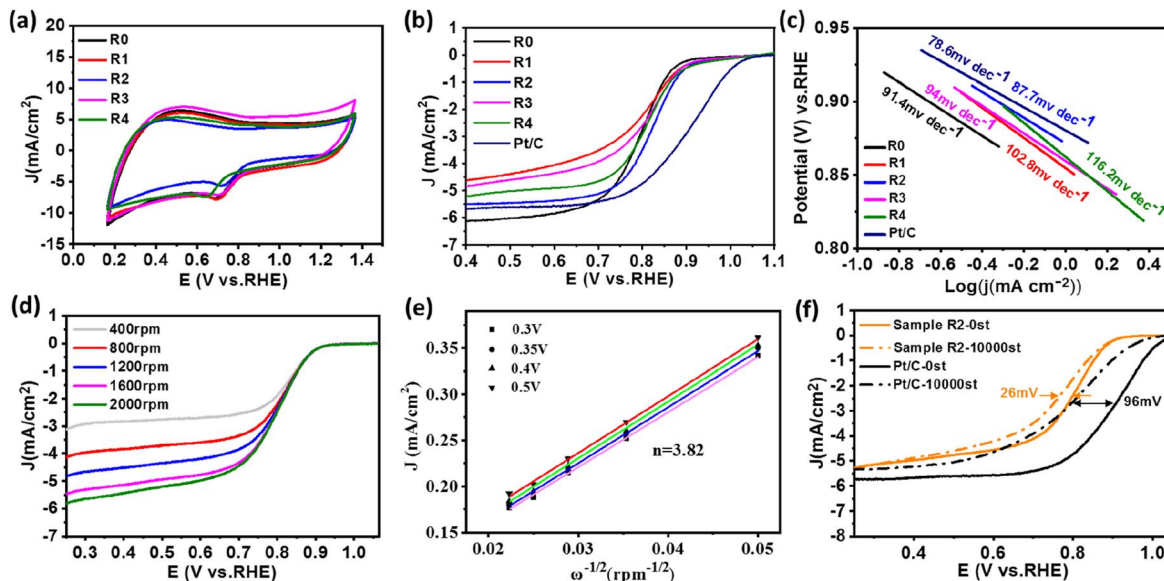 (a)
20
15
10
5
0
-5
-10
-15
J(mA/cm²)
R0
R1
R2
R3
R4
0.0 0.2 0.4 0.6 0.8 1.0 1.2 1.4
E (V vs.RHE)
(b)
1
0
-1
-2
-3
-4
-5
-6
-7
J (mA/cm²)
R0
R1
R2
R3
R4
Pt/C
0.4 0.5 0.6 0.7 0.8 0.9 1.0 1.1
E (V vs.RHE)
(c)
0.95
0.90
0.85
0.80
Potential (V) vs.RHE
78.6mv dec⁻¹
87.7mv dec⁻¹
94mv dec⁻¹
91.4mv dec⁻¹
102.8mv dec⁻¹
116.2mv dec⁻¹
R0
R1
R2
R3
R4
Pt/C
-1.0 -0.8 -0.6 -0.4 -0.2 0.0 0.2 0.4 0.6
Log(j(mA cm⁻²))
(d)
1
0
-1
-2
-3
-4
-5
-6
-7
J(mA/cm²)
400rpm
800rpm
1200rpm
1600rpm
2000rpm
0.3 0.4 0.5 0.6 0.7 0.8 0.9 1.0
E (V vs.RHE)
(e)
0.35
0.30
0.25
0.20
0.15
J (mA/cm²)
0.3V
0.35V
0.4V
0.5V
n=3.82
0.02 0.03 0.04 0.05
ω⁻¹/²(rpm⁻¹/²)
(f)
1
0
-1
-2
-3
-4
-5
-6
-7
-8
J(mA/cm²)
Sample R2-0st
Sample R2-10000st
Pt/C-0st
Pt/C-10000st
26mV
96mV
0.4 0.6 0.8 1.0
E (V vs.RHE)